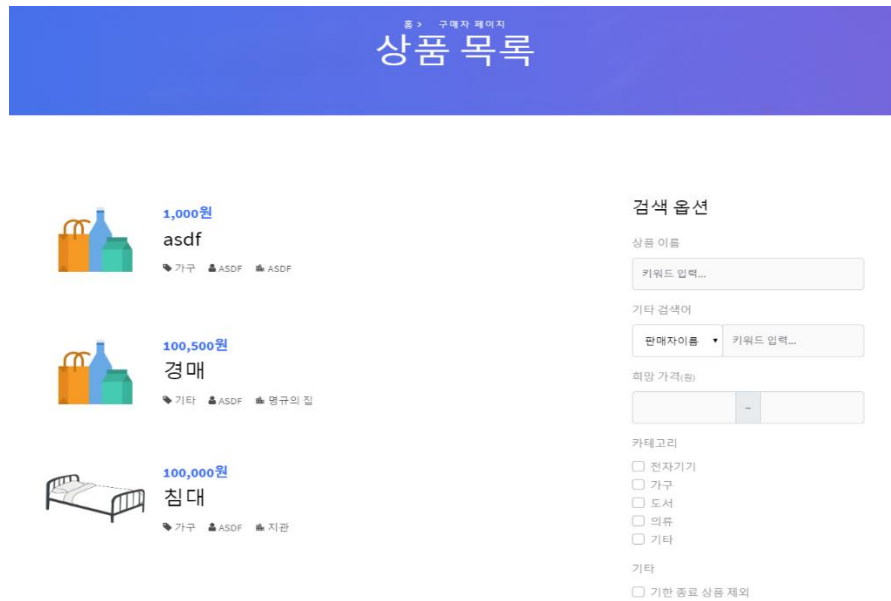 홈 > 구매자 페이지
상품 목록
1,000원
asdf
가구 ASDF ASDF
100,500원
경매
기타 ASDF 명규의 집
100,000원
침대
가구 ASDF 지관
검색 옵션
상품 이름
키워드 입력...
기타 검색어
판매자이름 키워드 입력...
희망 가격(원)
~
카테고리
전자기기
가구
도서
의류
기타
기타
기한 종료 상품 제외